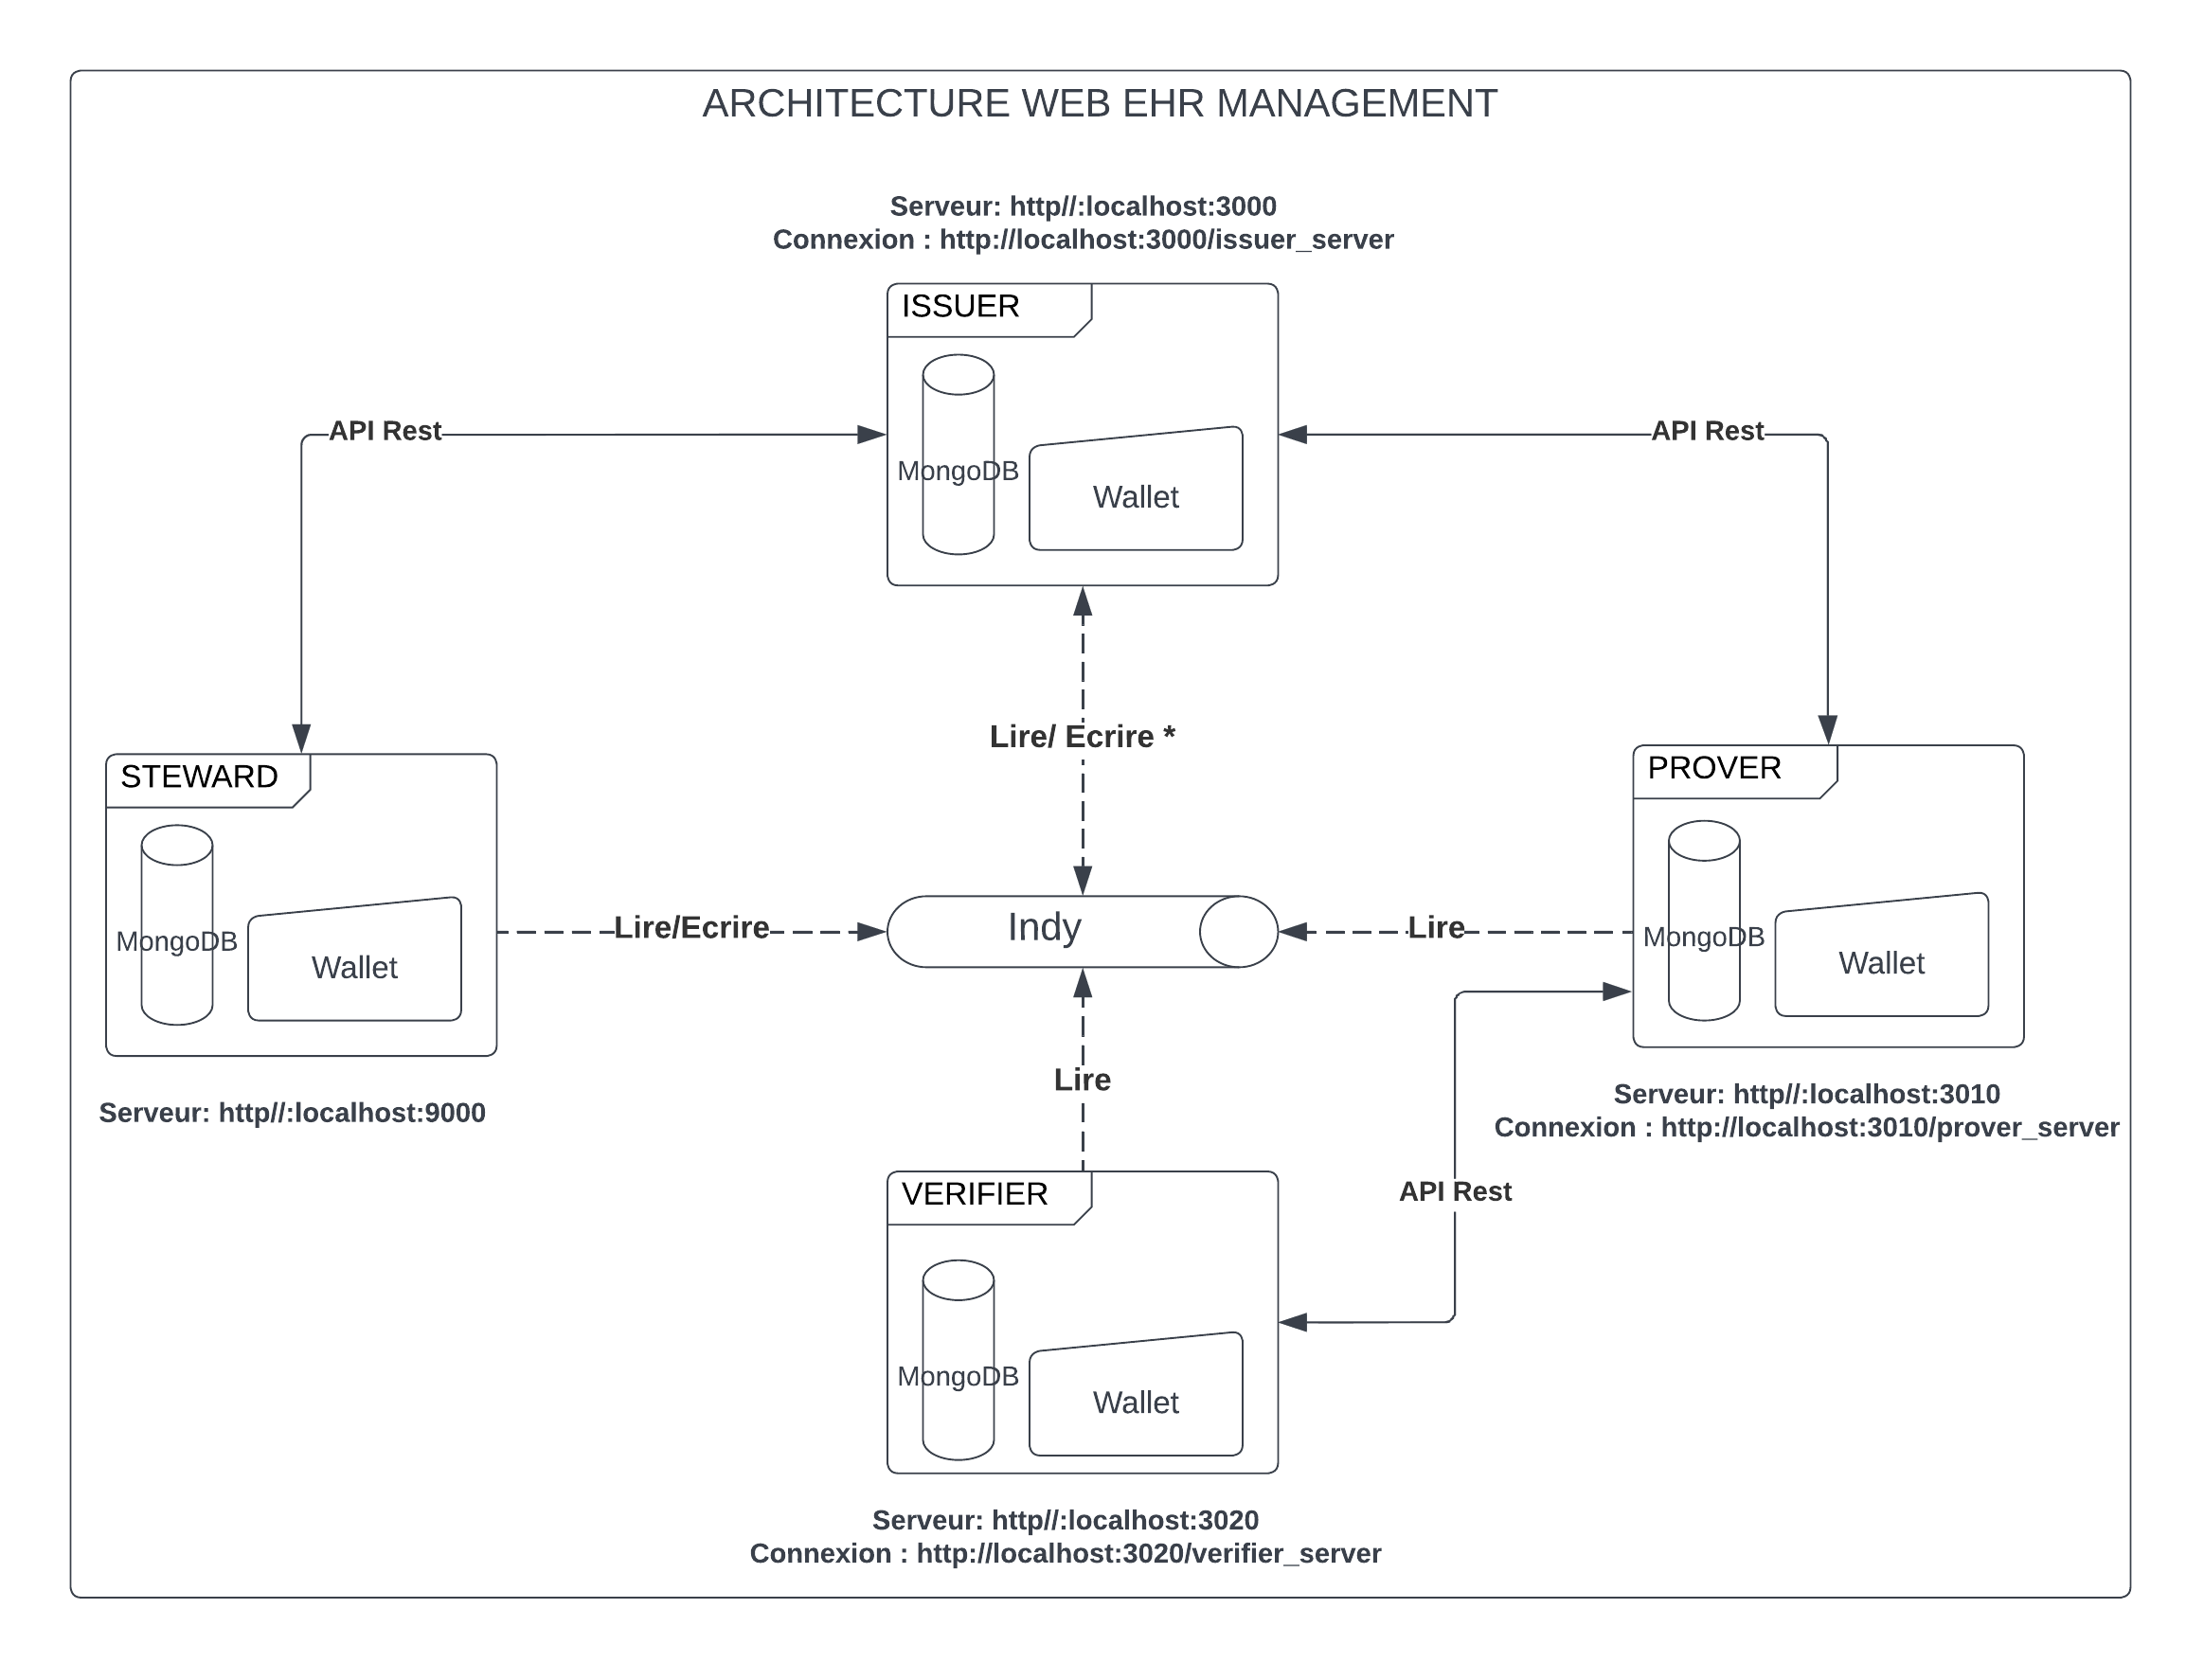 ARCHITECTURE WEB EHR MANAGEMENT
Serveur: http//:localhost:3000
Connexion : http://localhost:3000/issuer_server
ISSUER
MongoDB
Wallet
API Rest
API Rest
Lire/ Ecrire *
STEWARD
MongoDB
Wallet
Serveur: http//:localhost:9000
Lire/Ecrire
Indy
Lire
PROVER
MongoDB
Wallet
Serveur: http//:localhost:3010
Connexion : http://localhost:3010/prover_server
Lire
API Rest
VERIFIER
MongoDB
Wallet
Serveur: http//:localhost:3020
Connexion : http://localhost:3020/verifier_server